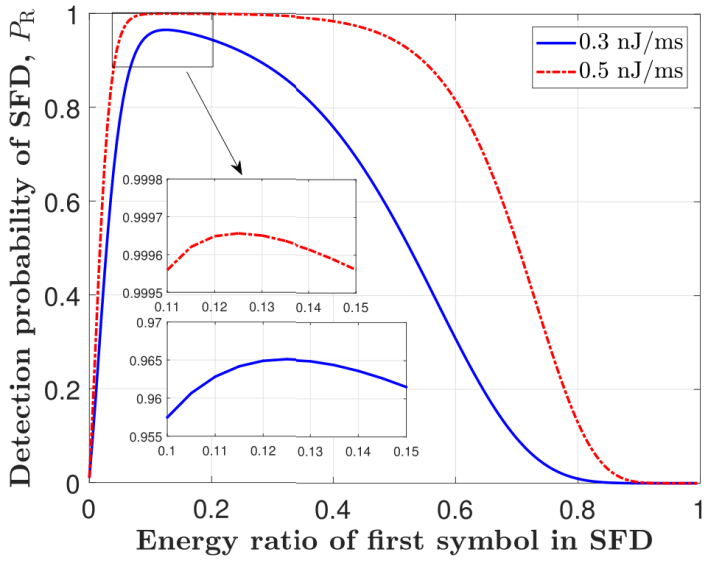 Detection probability of SFD, P_R
1
0.8
0.6
0.4
0.2
0
0.3 nJ/ms
0.5 nJ/ms
0.9998
0.9997
0.9996
0.9995
0.11 0.12 0.13 0.14 0.15
0.97
0.965
0.96
0.955
0.1 0.11 0.12 0.13 0.14 0.15
0 0.2 0.4 0.6 0.8 1
Energy ratio of first symbol in SFD